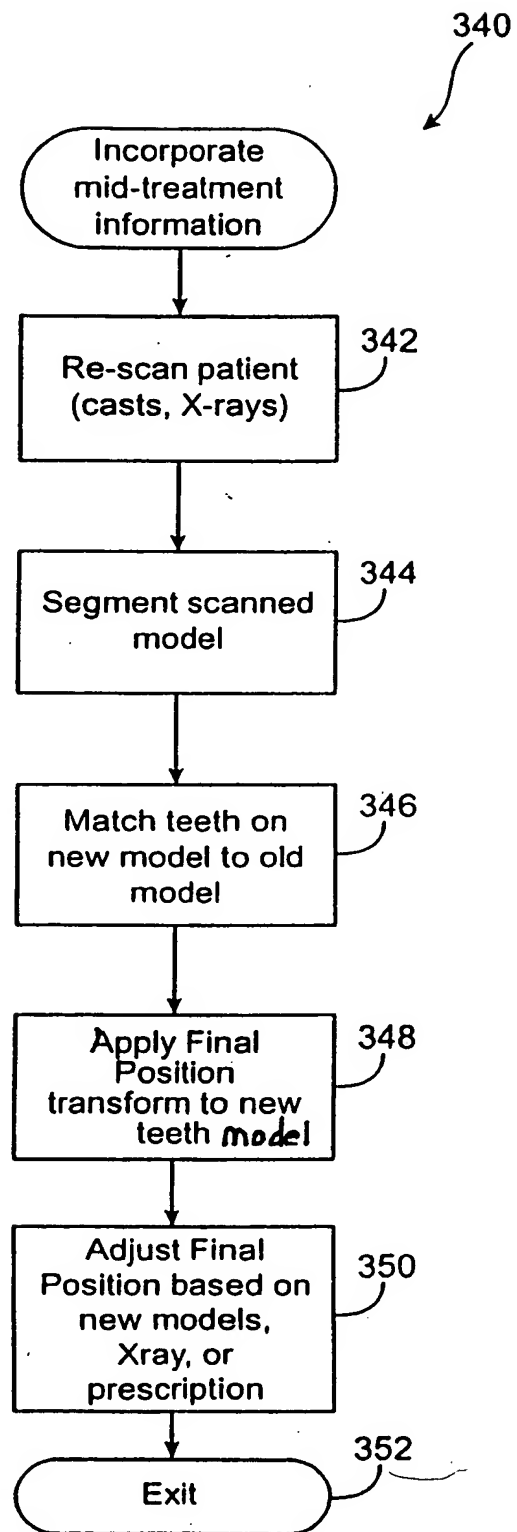 340
Incorporate
mid-treatment
information
342
Re-scan patient
(casts, X-rays)
344
Segment scanned
model
346
Match teeth on
new model to old
model
348
Apply Final
Position
transform to new
teeth model
350
Adjust Final
Position based on
new models,
Xray, or
prescription
352
Exit